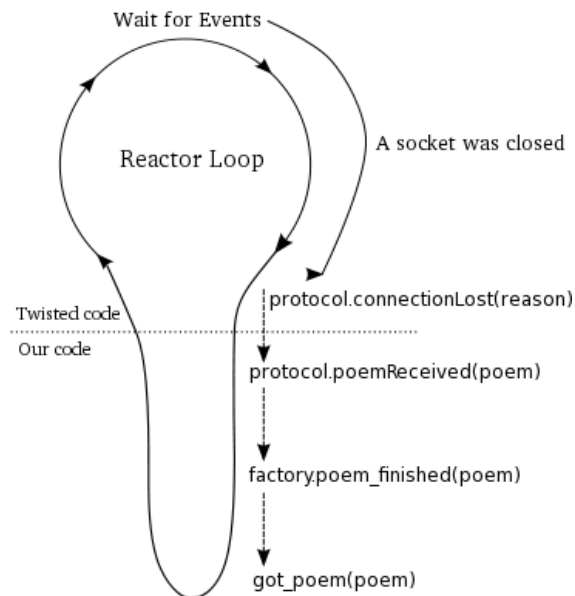 Wait for Events
A socket was closed
Reactor Loop
protocol.connectionLost(reason)
Twisted code
Our code
protocol.poemReceived(poem)
factory.poem_finished(poem)
got_poem(poem)